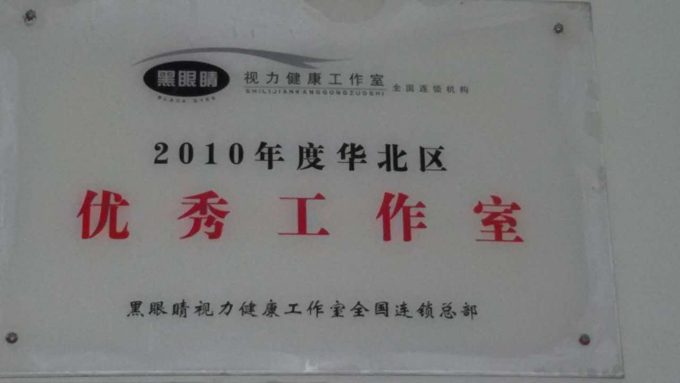 黑眼睛
BLACK EYES
视力健康工作室
SHILIJIANKANGGONGZUOSHI
全国连锁机构
2010年度华北区
优秀工作室
黑眼睛视力健康工作室全国连锁总部